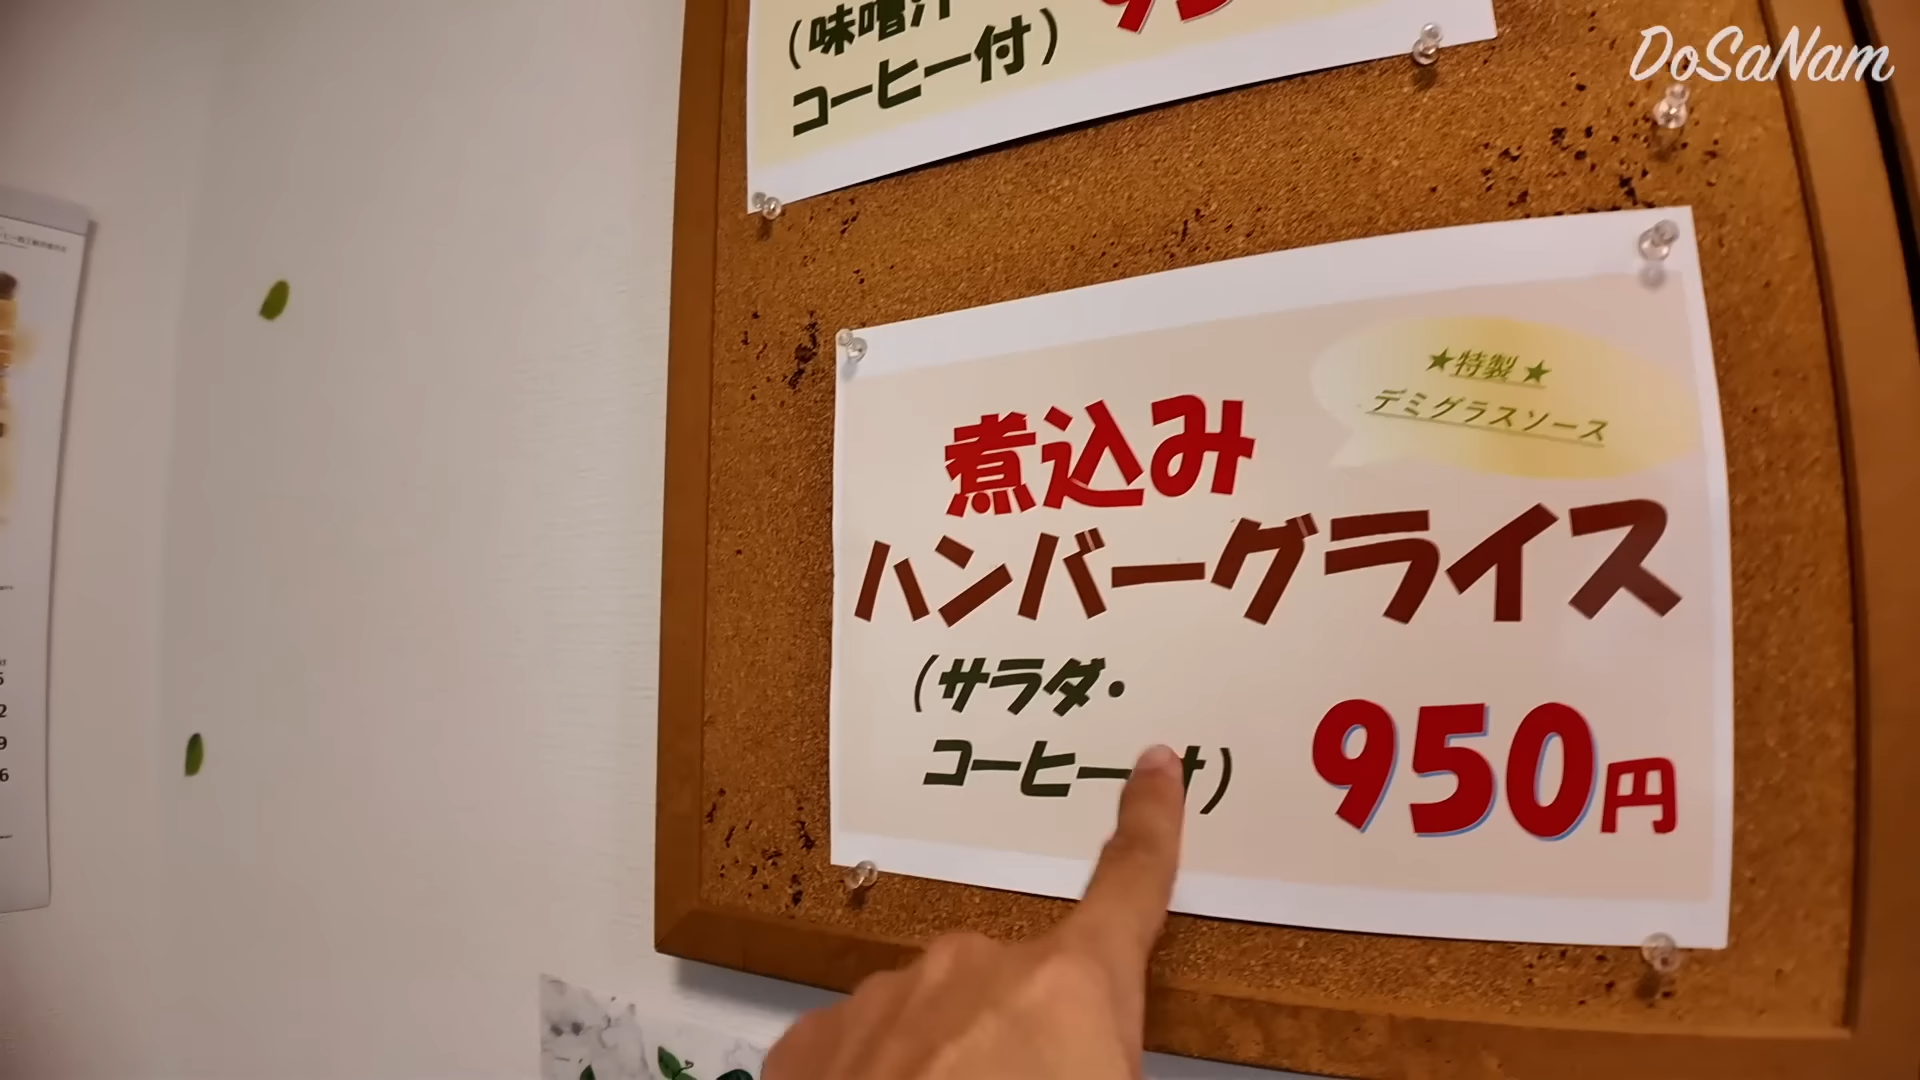 DoSaNam
(味噌汁
コーヒー付)
★特製★
デミグラスソース
煮込み
ハンバーグライス
(サラダ・
コーヒー付)
950円